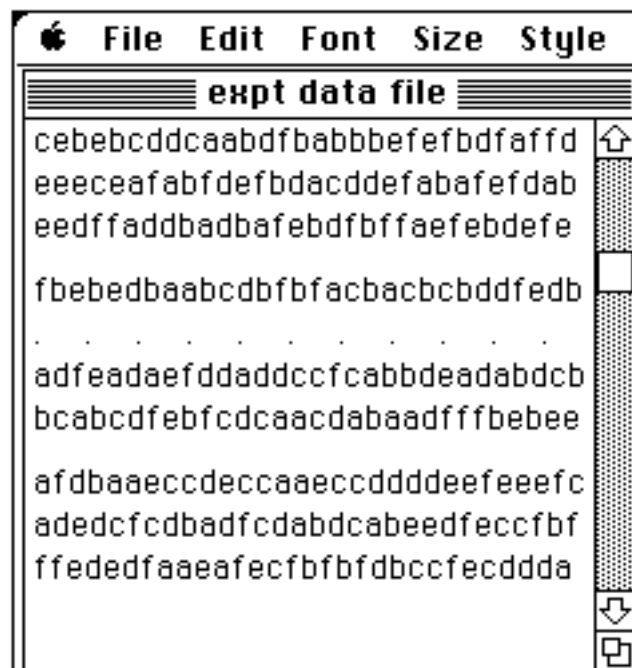 File Edit Font Size Style
expt data file
cebebcddcaabdfbabbbefefbdfaffd
eeeceafabfdefbdacddefabafefdab
eedffaddbadbafebdfbffaefebdefe
fbebedbaabcdbfbfacbacbcbddfedb
. . . . . . . . . . .
adfeadaefddaddccfcabbdeadabdcb
bcabcdfebfcdcaacdabaadfffbebee
afdbaaeccdeccaaeccddddeefeeefc
adedcfcdbadfcdabdcabeedfeccfbf
ffededfaaeafecfbfbfdbccfecddda